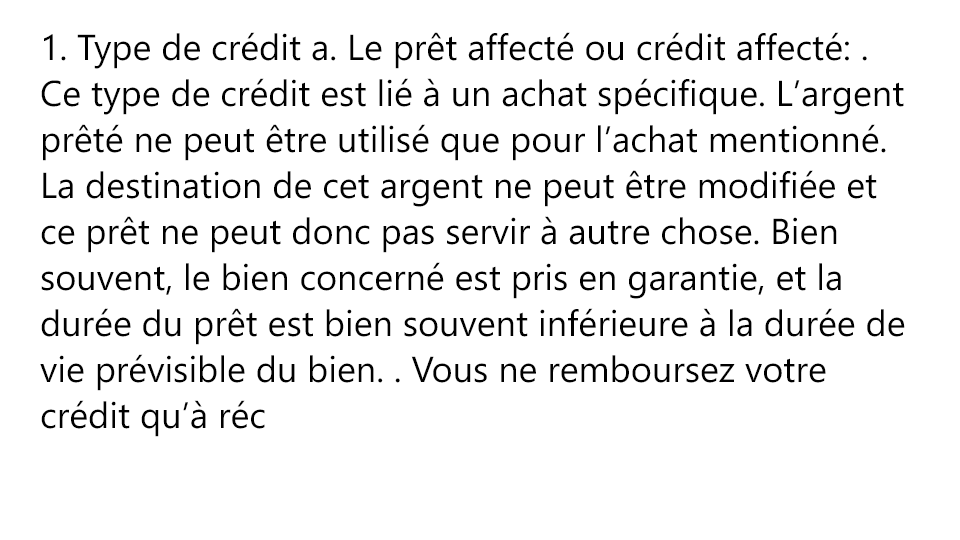 1. Type de crédit a. Le prêt affecté ou crédit affecté: .
Ce type de crédit est lié à un achat spécifique. L’argent
prêté ne peut être utilisé que pour l’achat mentionné.
La destination de cet argent ne peut être modifiée et
ce prêt ne peut donc pas servir à autre chose. Bien
souvent, le bien concerné est pris en garantie, et la
durée du prêt est bien souvent inférieure à la durée de
vie prévisible du bien. . Vous ne remboursez votre
crédit qu’à réc